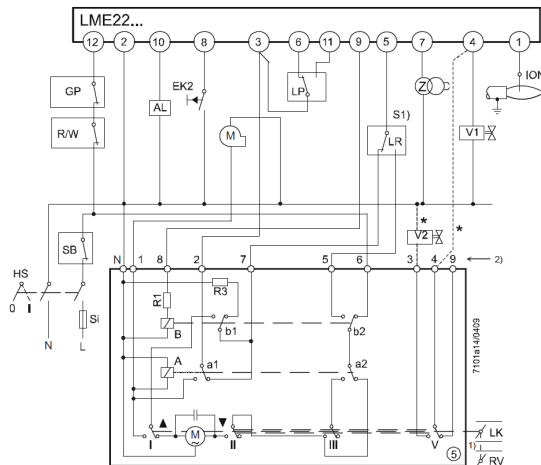 LME22...
12 2 10 8 3 6 11 9 5 7 4 1
GP
AL
EK2
LP
Z
ION
S1)
R/W
M
LR
V1
*
*
V2
SB
N 1 8 2 7 5 6 3 4 9
2)
HS
R1
R3
0 I
Si
B
b1
b2
N L
A
a1
a2
7101a14/0409
I
M
II
III
V
5
LK
1)
RV